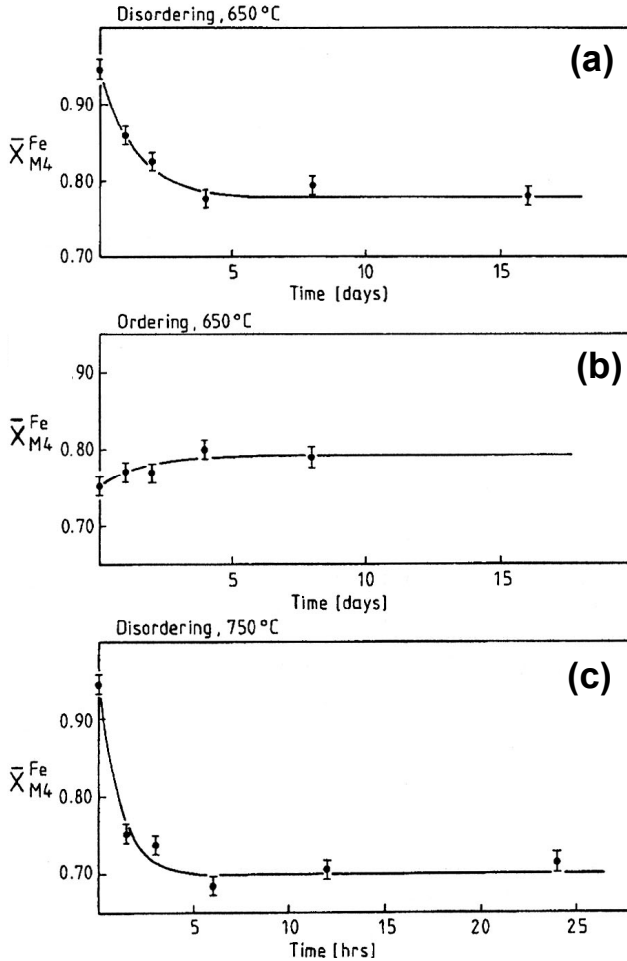 Disordering, 650°C
(a)
0.90
X̄ Fe M4
0.80
0.70
5 10 15
Time [days]
Ordering, 650°C
(b)
0.90
X̄ Fe M4
0.80
0.70
5 10 15
Time [days]
Disordering, 750°C
(c)
0.90
X̄ Fe M4
0.80
0.70
5 10 15 20 25
Time [hrs]